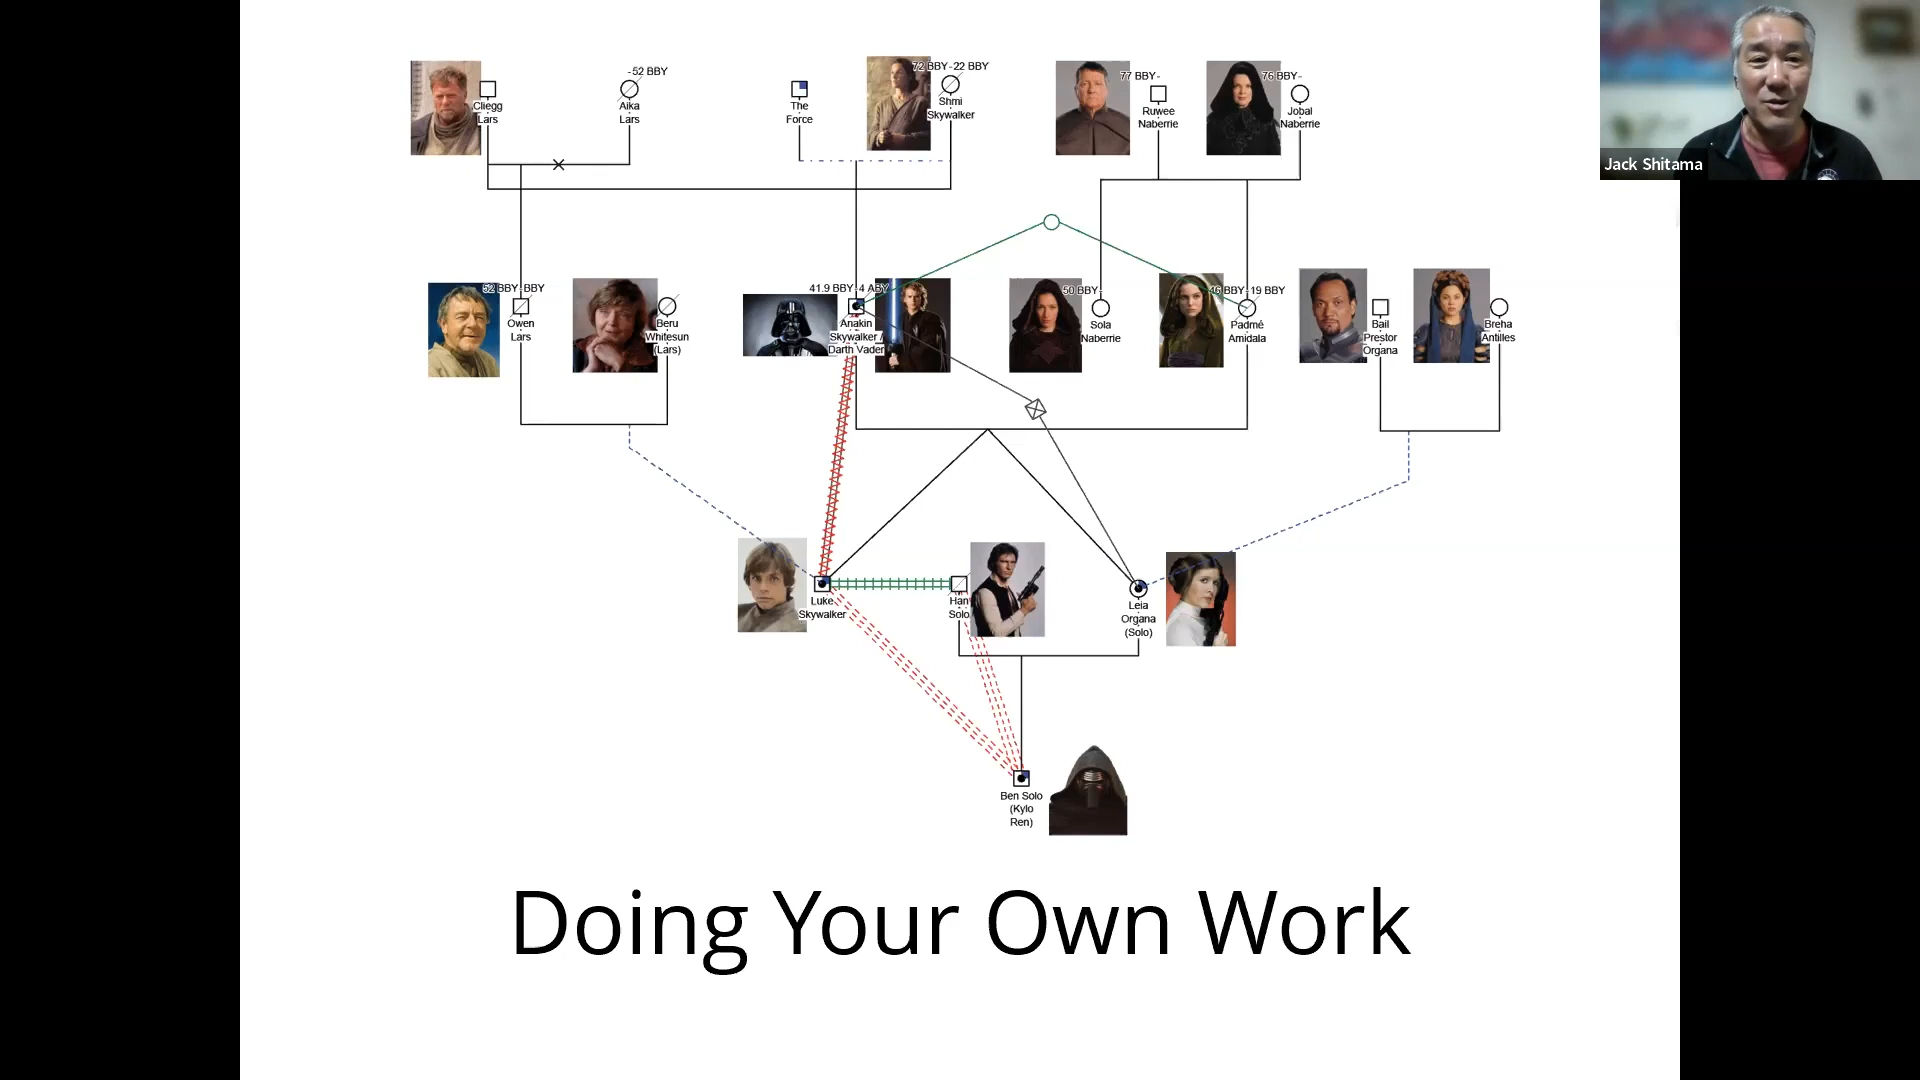 -52 BBY
72 BBY-22 BBY
77 BBY-
76 BBY-
Cliegg
Lars
Aika
Lars
The
Force
Shmi
Skywalker
Ruwee
Naberrie
Jobal
Naberrie
Jack Shitama
52 BBY-BBY
41.9 BBY-4 ABY
50 BBY-
46 BBY-19 BBY
Owen
Lars
Beru
Whitesun
(Lars)
Anakin
Skywalker /
Darth Vader
Sola
Naberrie
Padmé
Amidala
Bail
Prestor
Organa
Breha
Antilles
Luke
Skywalker
Han
Solo
Leia
Organa
(Solo)
Ben Solo
(Kylo
Ren)
Doing Your Own Work